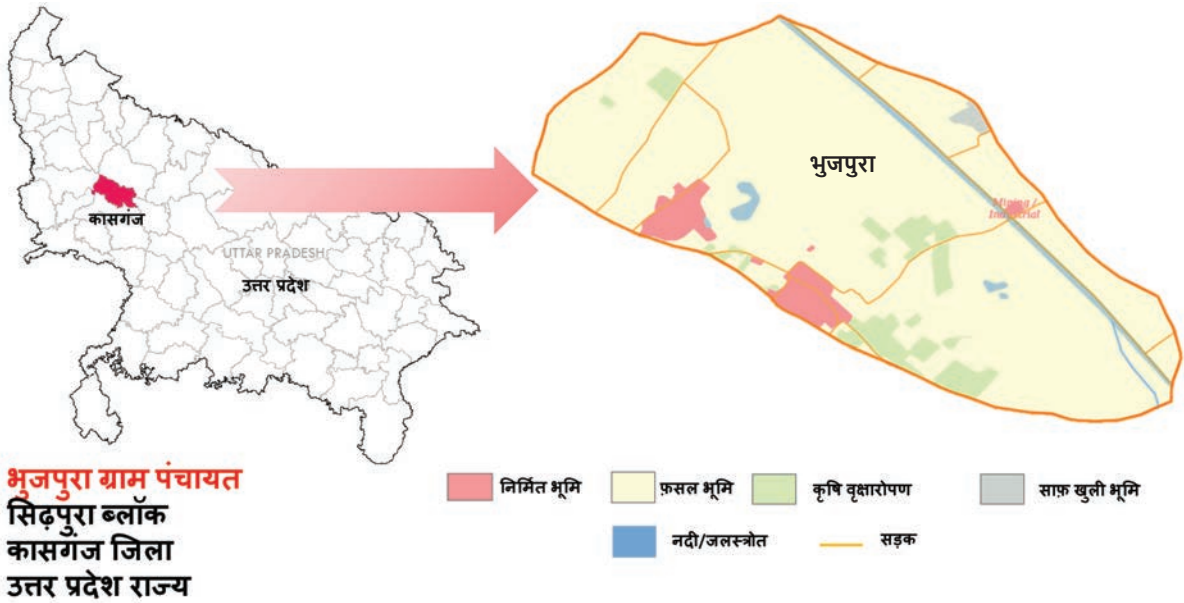 कासगंज
UTTAR PRADESH
उत्तर प्रदेश
भुजपुरा
Mining /
Industrial
भुजपुरा ग्राम पंचायत
सिढ़पुरा ब्लॉक
कासगंज जिला
उत्तर प्रदेश राज्य
निर्मित भूमि
फ़सल भूमि
कृषि वृक्षारोपण
साफ़ खुली भूमि
नदी/जलस्त्रोत
सड़क